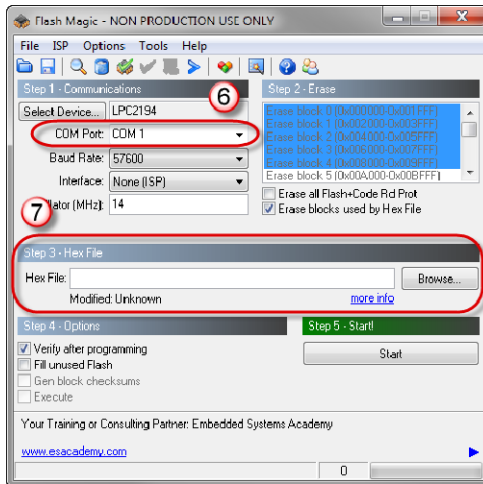 Flash Magic - NON PRODUCTION USE ONLY
File ISP Options Tools Help
Step 1 - Communications
6
Select Device... LPC2194
COM Port: COM 1
Baud Rate: 57600
Interface: None (ISP)
llator (MHz): 14
Step 2 - Erase
Erase block 0 (0x000000-0x001FFF)
Erase block 1 (0x002000-0x003FFF)
Erase block 2 (0x004000-0x005FFF)
Erase block 3 (0x006000-0x007FFF)
Erase block 4 (0x008000-0x009FFF)
Erase block 5 (0x00A000-0x00BFFF)
Erase all Flash+Code Rd Prot
Erase blocks used by Hex File
7
Step 3 - Hex File
Hex File: Browse...
Modified: Unknown more info
Step 4 - Options
Verify after programming
Fill unused Flash
Gen block checksums
Execute
Step 5 - Start!
Start
Your Training or Consulting Partner: Embedded Systems Academy
www.esacademy.com
0